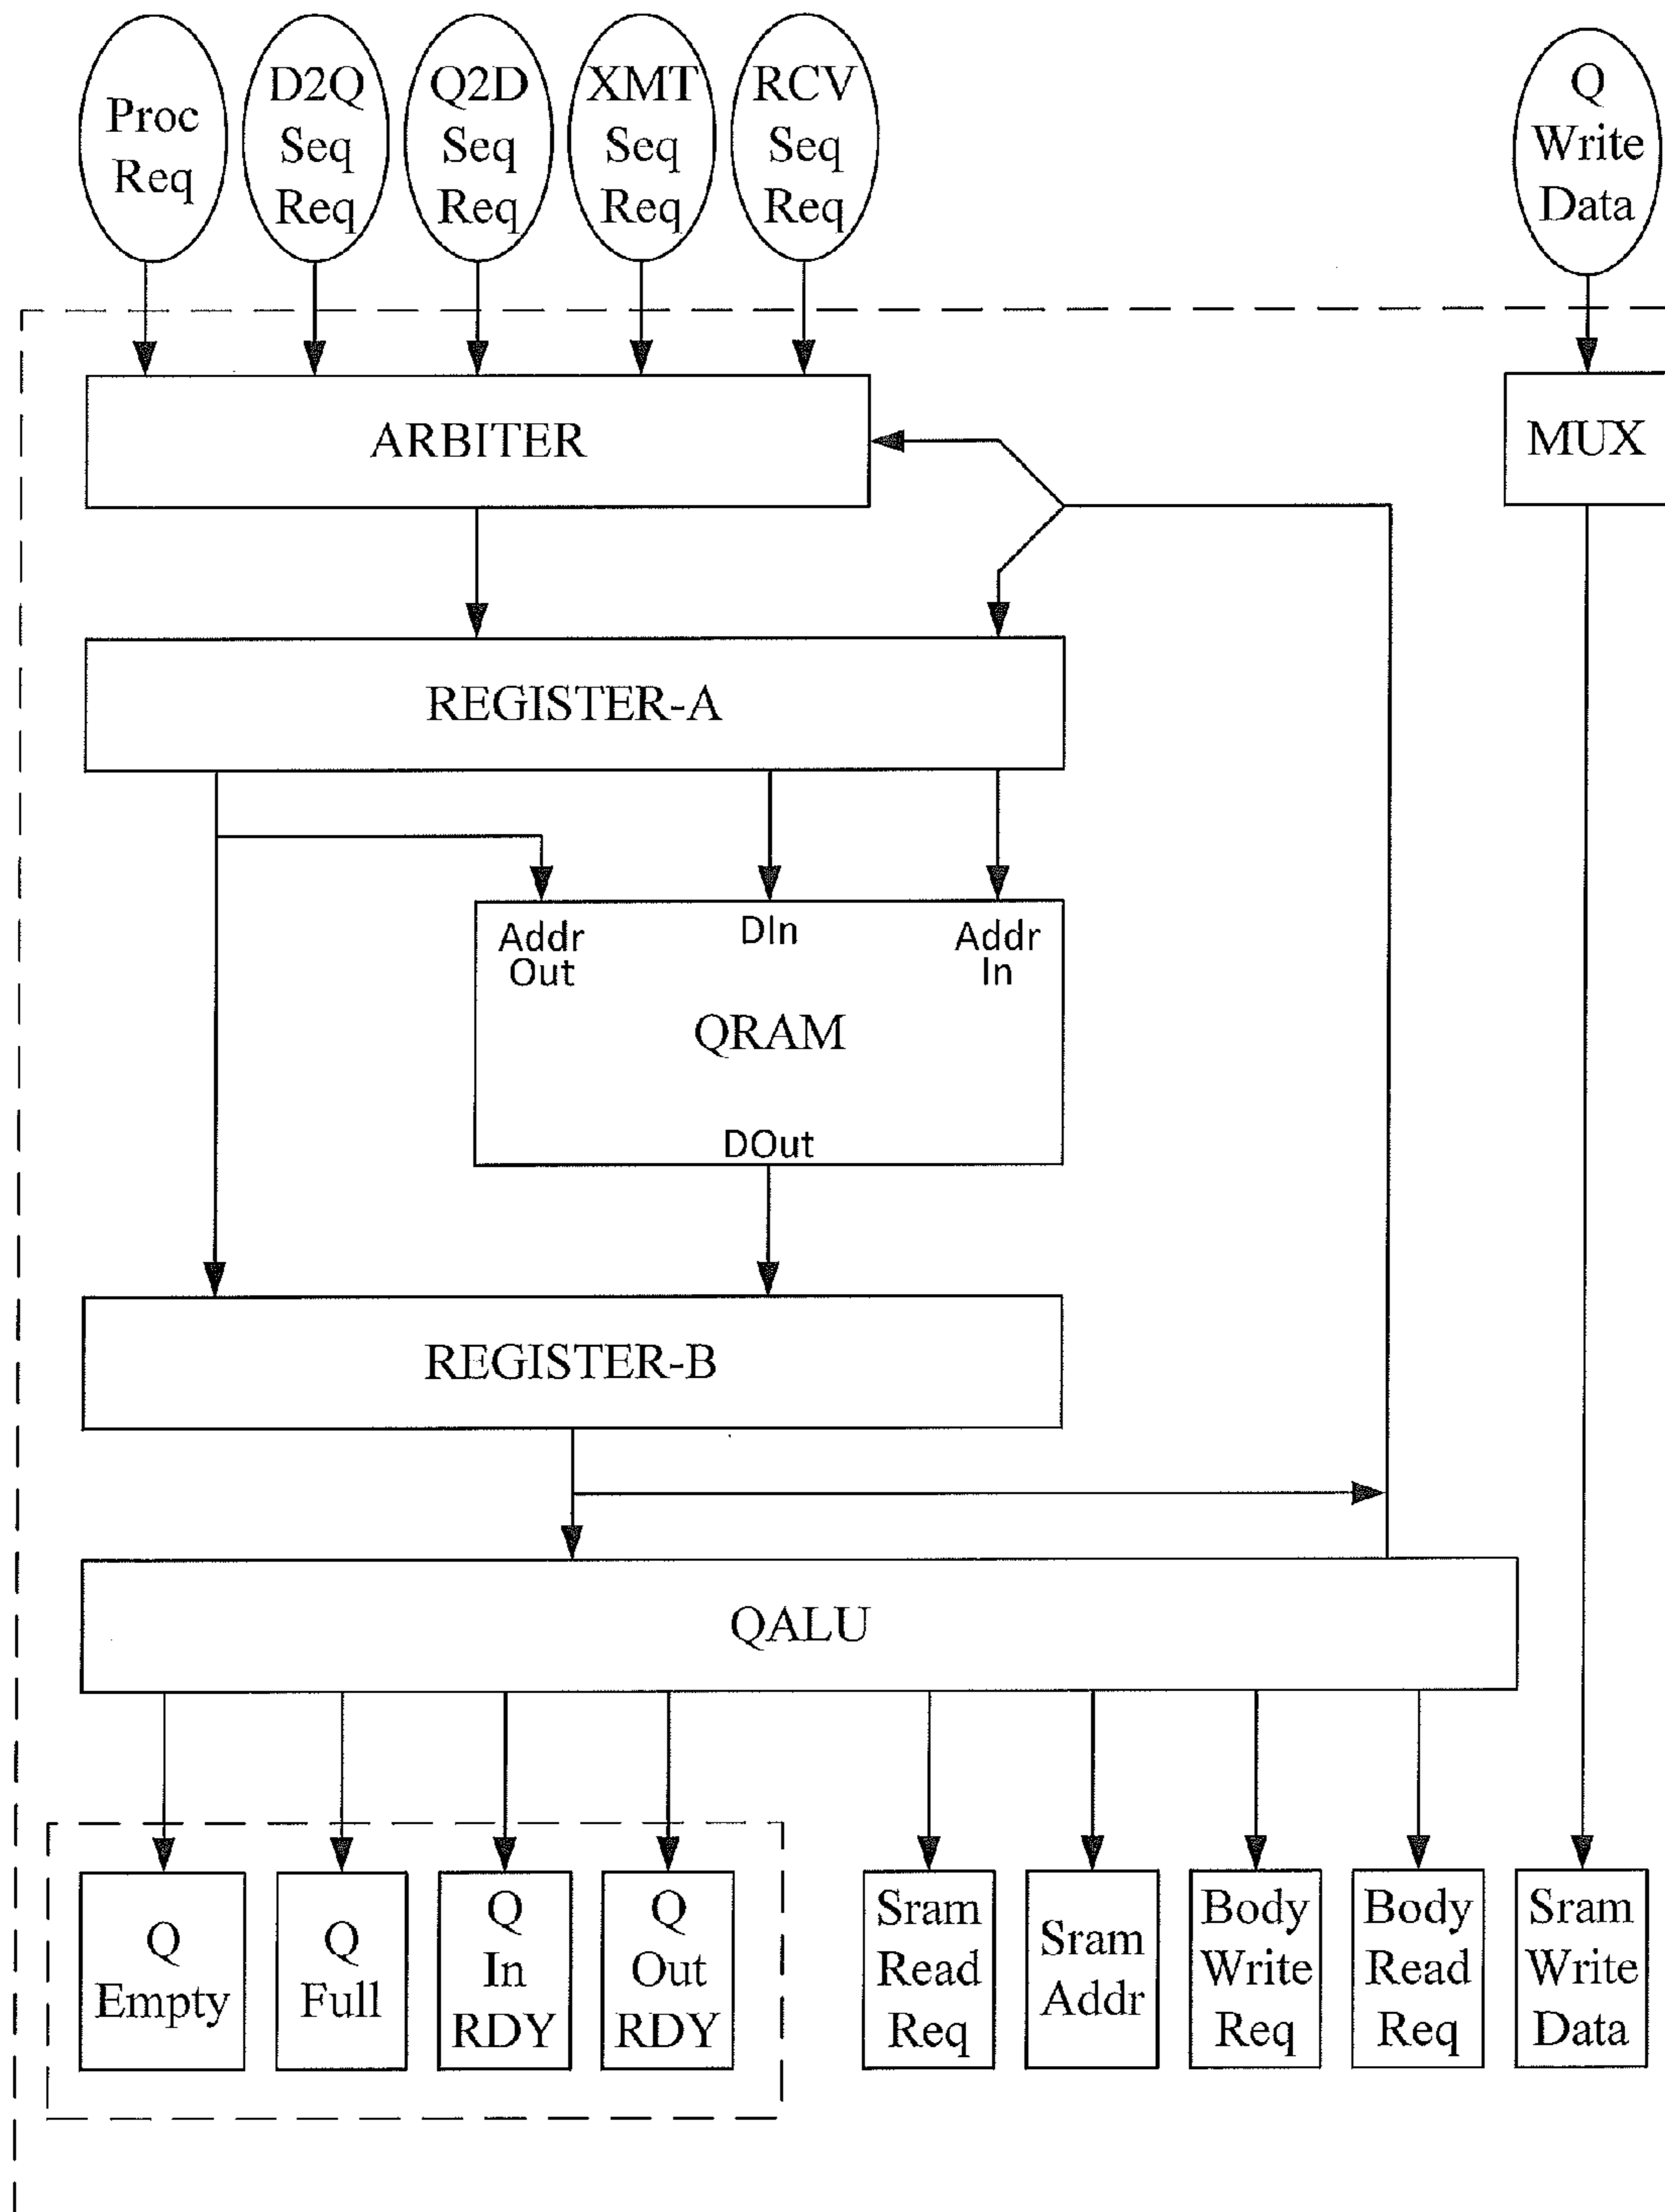 Proc
Req
D2Q
Seq
Req
Q2D
Seq
Req
XMT
Seq
Req
RCV
Seq
Req
Q
Write
Data
ARBITER
MUX
REGISTER-A
Addr
Out
DIn
Addr
In
QRAM
DOut
REGISTER-B
QALU
Q
Empty
Q
Full
Q
In
RDY
Q
Out
RDY
Sram
Read
Req
Sram
Addr
Body
Write
Req
Body
Read
Req
Sram
Write
Data